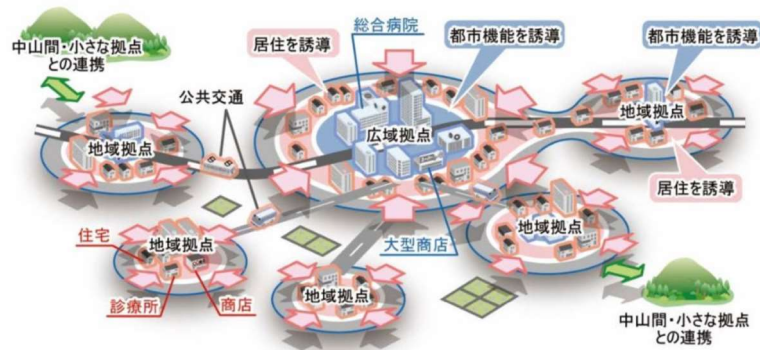 総合病院
中山間・小さな拠点
との連携
居住を誘導
都市機能を誘導
都市機能を誘導
公共交通
地域拠点
広域拠点
地域拠点
居住を誘導
住宅
地域拠点
大型商店
地域拠点
診療所
商店
地域拠点
中山間・小さな拠点
との連携